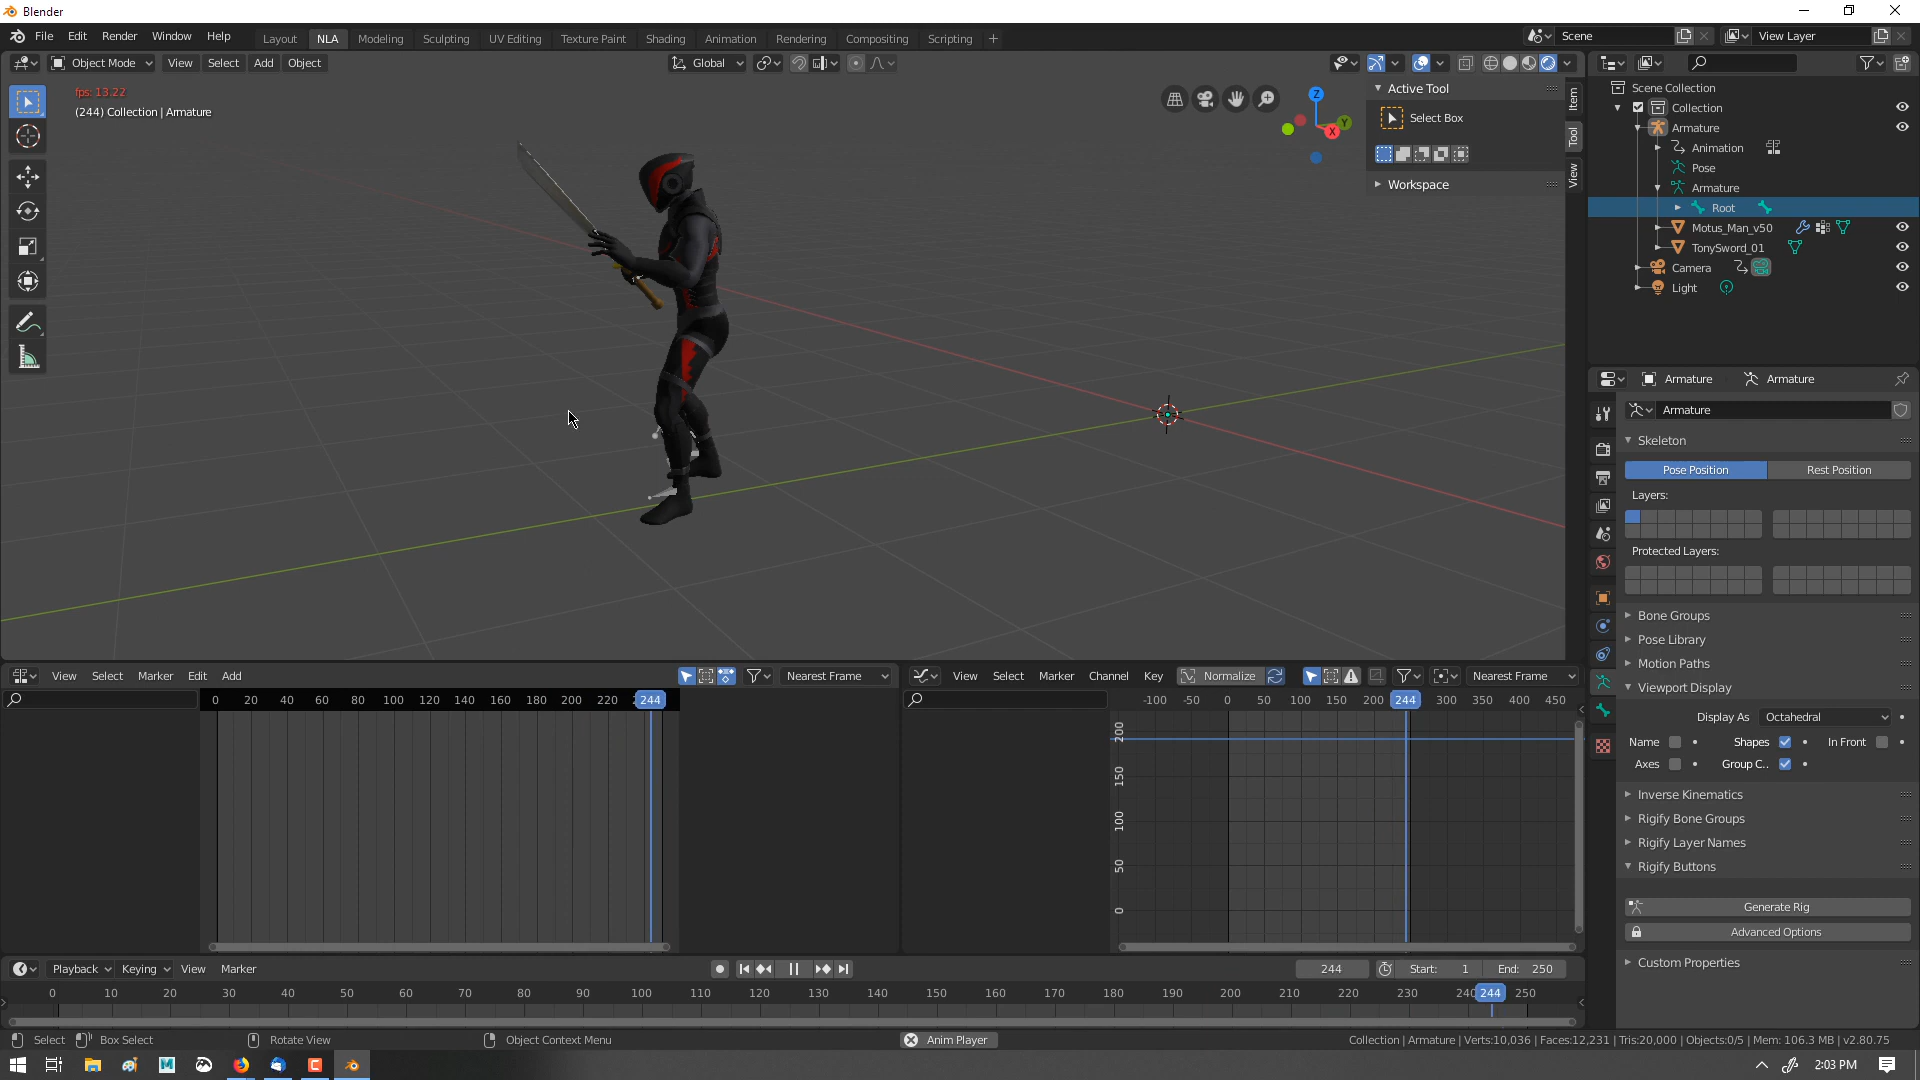 Blender
File Edit Render Window Help
Layout NLA Modeling Sculpting UV Editing Texture Paint Shading Animation Rendering Compositing Scripting +
Scene
View Layer
Object Mode View Select Add Object
Global
fps: 13.22
(244) Collection | Armature
Z
Y
X
Active Tool
Select Box
Workspace
Item
Tool
View
Scene Collection
Collection
Armature
Animation
Pose
Armature
Root
Motus_Man_v50
TonySword_01
Camera
Light
Armature Armature
Armature
Skeleton
Pose Position Rest Position
Layers:
Protected Layers:
Bone Groups
Pose Library
Motion Paths
Viewport Display
Display As Octahedral
Name Shapes In Front
Axes Group C..
Inverse Kinematics
Rigify Bone Groups
Rigify Layer Names
Rigify Buttons
Generate Rig
Advanced Options
Custom Properties
View Select Marker Edit Add
Nearest Frame
0 20 40 60 80 100 120 140 160 180 200 220 244
View Select Marker Channel Key Normalize
Nearest Frame
-100 -50 0 50 100 150 200 244 300 350 400 450
200
150
100
50
0
Playback Keying View Marker
244 Start: 1 End: 250
0 10 20 30 40 50 60 70 80 90 100 110 120 130 140 150 160 170 180 190 200 210 220 230 240 244 250
Select Box Select Rotate View Object Context Menu Anim Player
Collection | Armature | Verts:10,036 | Faces:12,231 | Tris:20,000 | Objects:0/5 | Mem: 106.3 MB | v2.80.75
2:03 PM